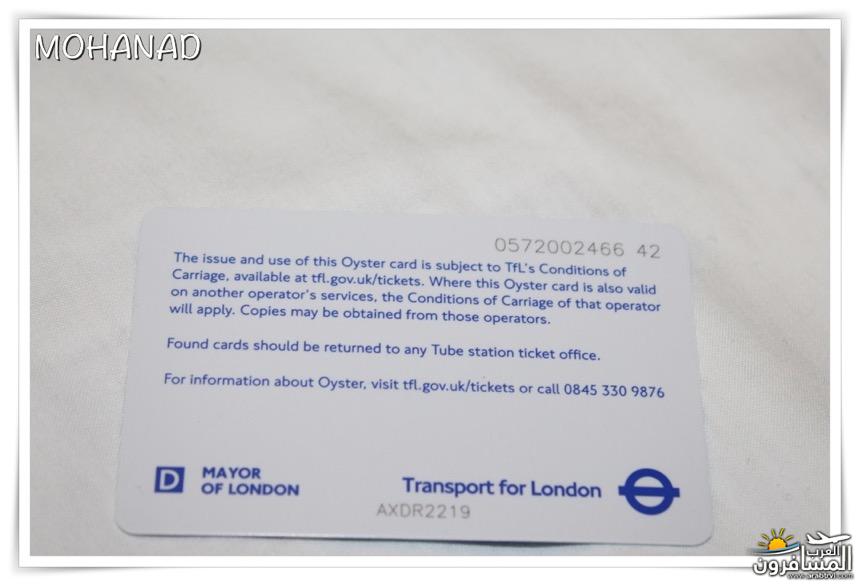 MOHANAD
0572002466 42
The issue and use of this Oyster card is subject to TfL's Conditions of
Carriage, available at tfl.gov.uk/tickets. Where this Oyster card is also valid
on another operator's services, the Conditions of Carriage of that operator
will apply. Copies may be obtained from those operators.
Found cards should be returned to any Tube station ticket office.
For information about Oyster, visit tfl.gov.uk/tickets or call 0845 330 9876
D MAYOR
OF LONDON
Transport for London
AXDR2219
العرب
المسافرون
www.arabtrvl.com